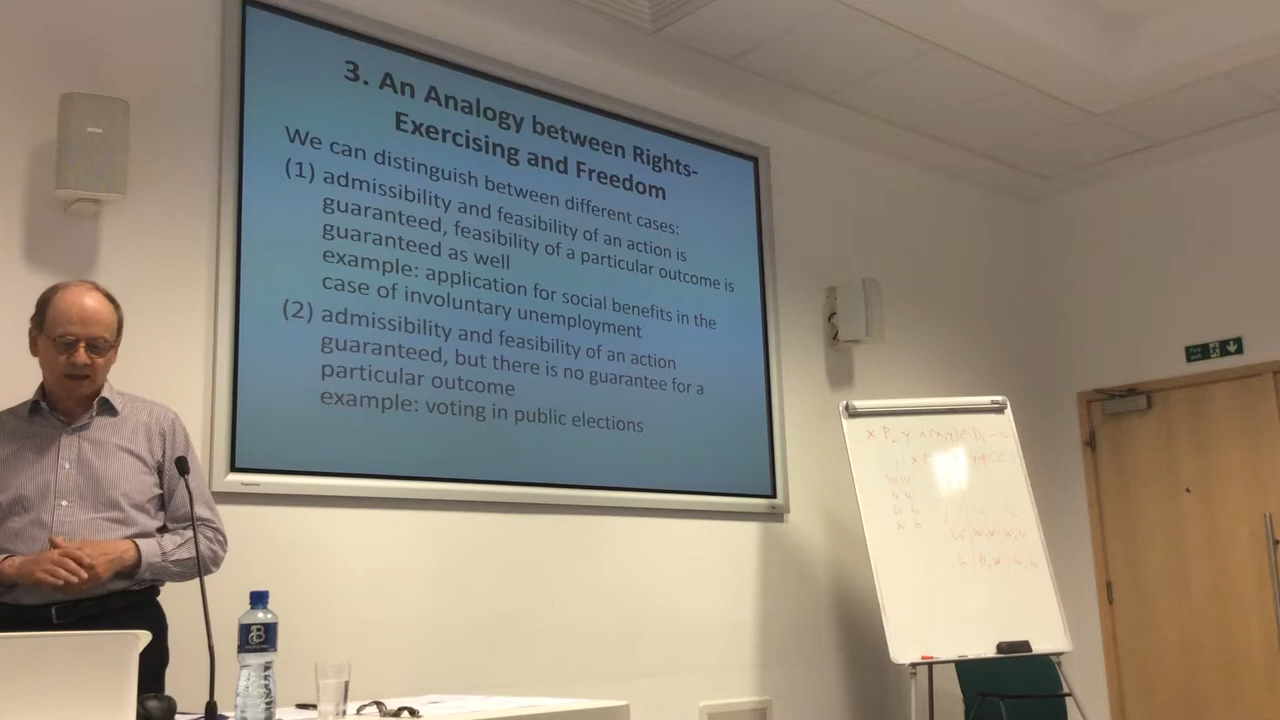 3. An Analogy between Rights-
Exercising and Freedom
We can distinguish between different cases:
(1) admissibility and feasibility of an action is
guaranteed, feasibility of a particular outcome is
guaranteed as well
example: application for social benefits in the
case of involuntary unemployment
(2) admissibility and feasibility of an action
guaranteed, but there is no guarantee for a
particular outcome
example: voting in public elections